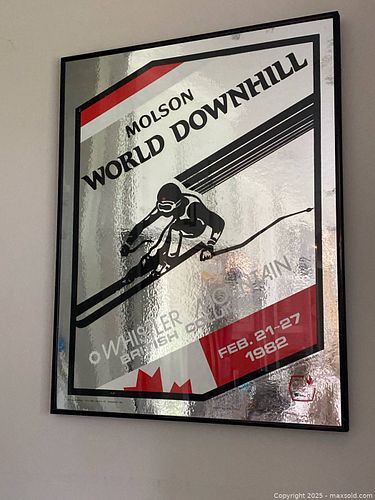 MOLSON
WORLD DOWNHILL
WHISTLER MOUNTAIN
BRITISH COLUMBIA
FEB. 21-27
1982
Copyright © 2025 - maxsold.com